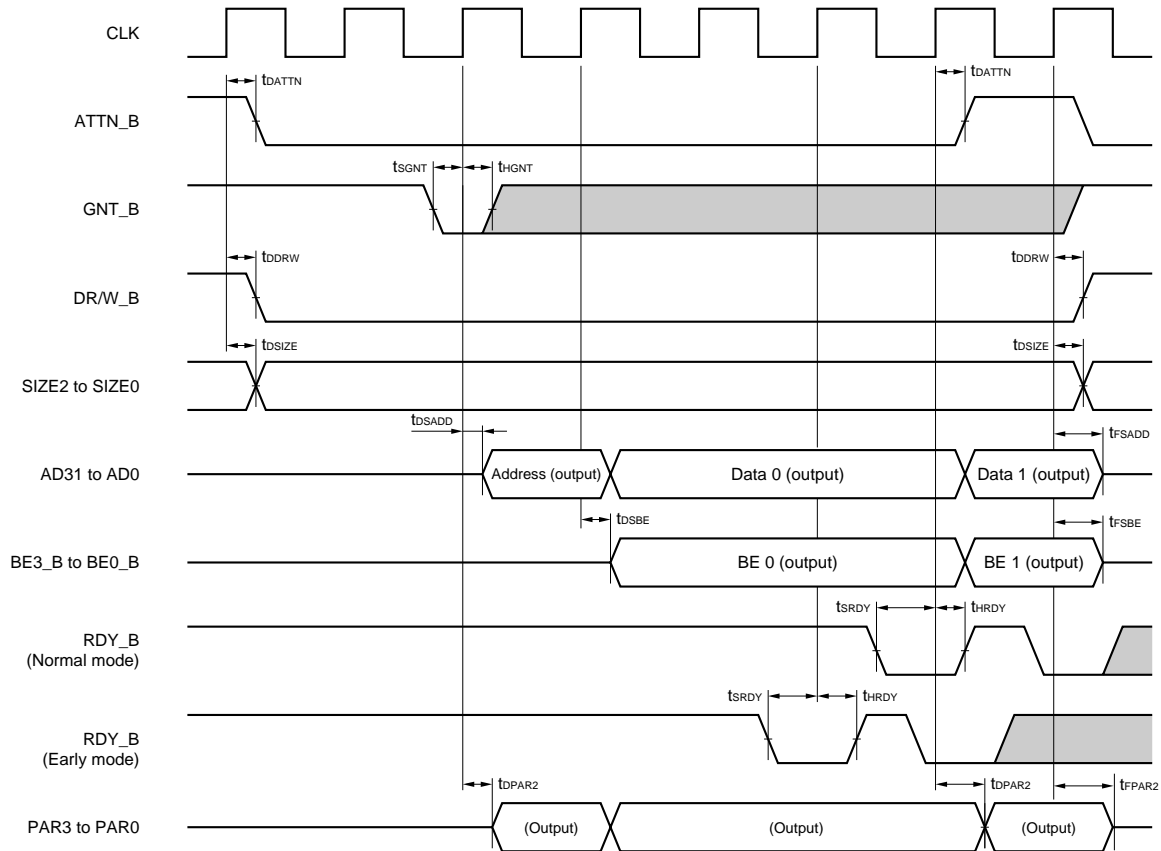 CLK
tDATTN
tDATTN
ATTN_B
tSGNT
tHGNT
GNT_B
tDDRW
tDDRW
DR/W_B
tDSIZE
tDSIZE
SIZE2 to SIZE0
tDSADD
tFSADD
AD31 to AD0
Address (output)
Data 0 (output)
Data 1 (output)
tDSBE
tFSBE
BE3_B to BE0_B
BE 0 (output)
BE 1 (output)
tSRDY
tHRDY
RDY_B
(Normal mode)
tSRDY
tHRDY
RDY_B
(Early mode)
tDPAR2
tDPAR2
tFPAR2
PAR3 to PAR0
(Output)
(Output)
(Output)